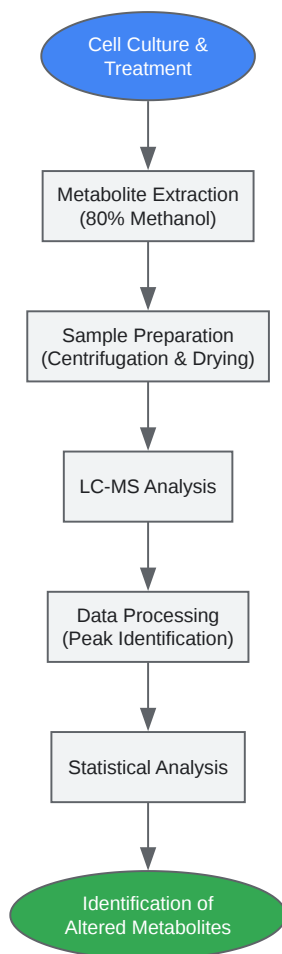 Cell Culture &
Treatment
Metabolite Extraction
(80% Methanol)
Sample Preparation
(Centrifugation & Drying)
LC-MS Analysis
Data Processing
(Peak Identification)
Statistical Analysis
Identification of
Altered Metabolites